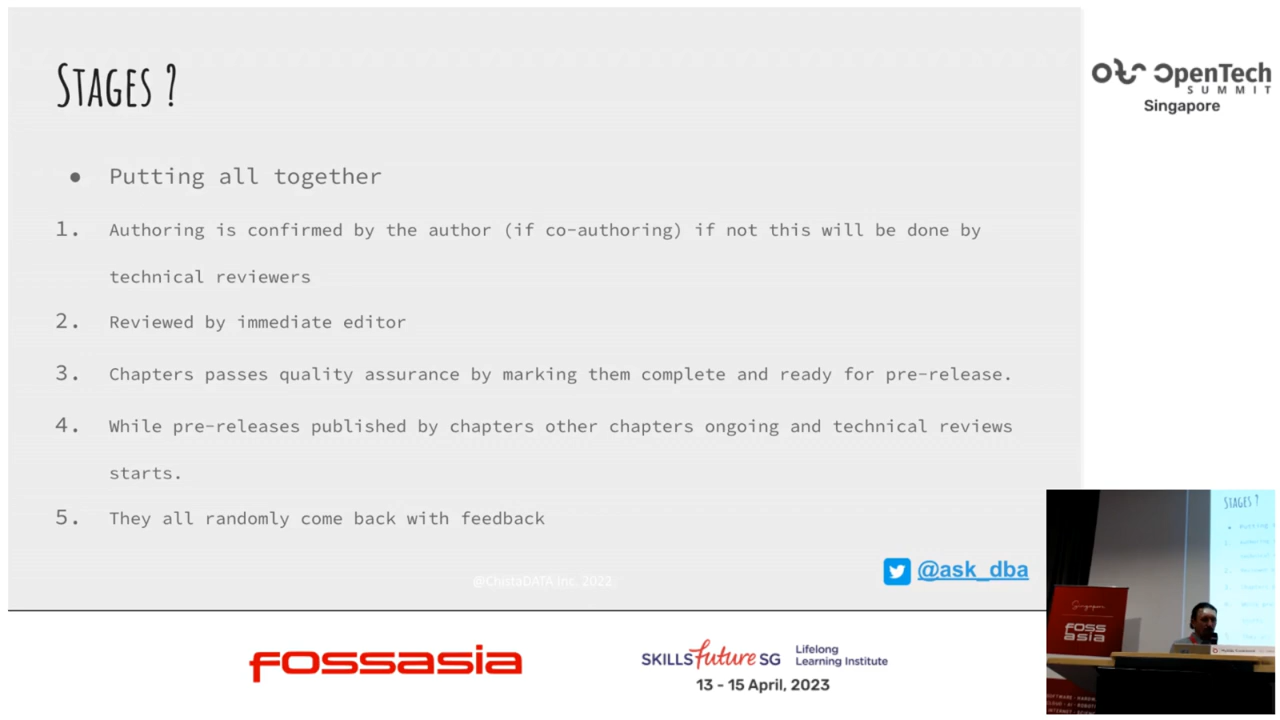 STAGES ?
● Putting all together
1. Authoring is confirmed by the author (if co-authoring) if not this will be done by
technical reviewers
2. Reviewed by immediate editor
3. Chapters passes quality assurance by marking them complete and ready for pre-release.
4. While pre-releases published by chapters other chapters ongoing and technical reviews
starts.
5. They all randomly come back with feedback
@ChistaDATA Inc. 2022
@ask_dba
OpenTech
SUMMIT
Singapore
fossasia
SKILLSfuture SG
Lifelong
Learning Institute
13 - 15 April, 2023
STAGES ?
Singapore
FOSS
ASIA